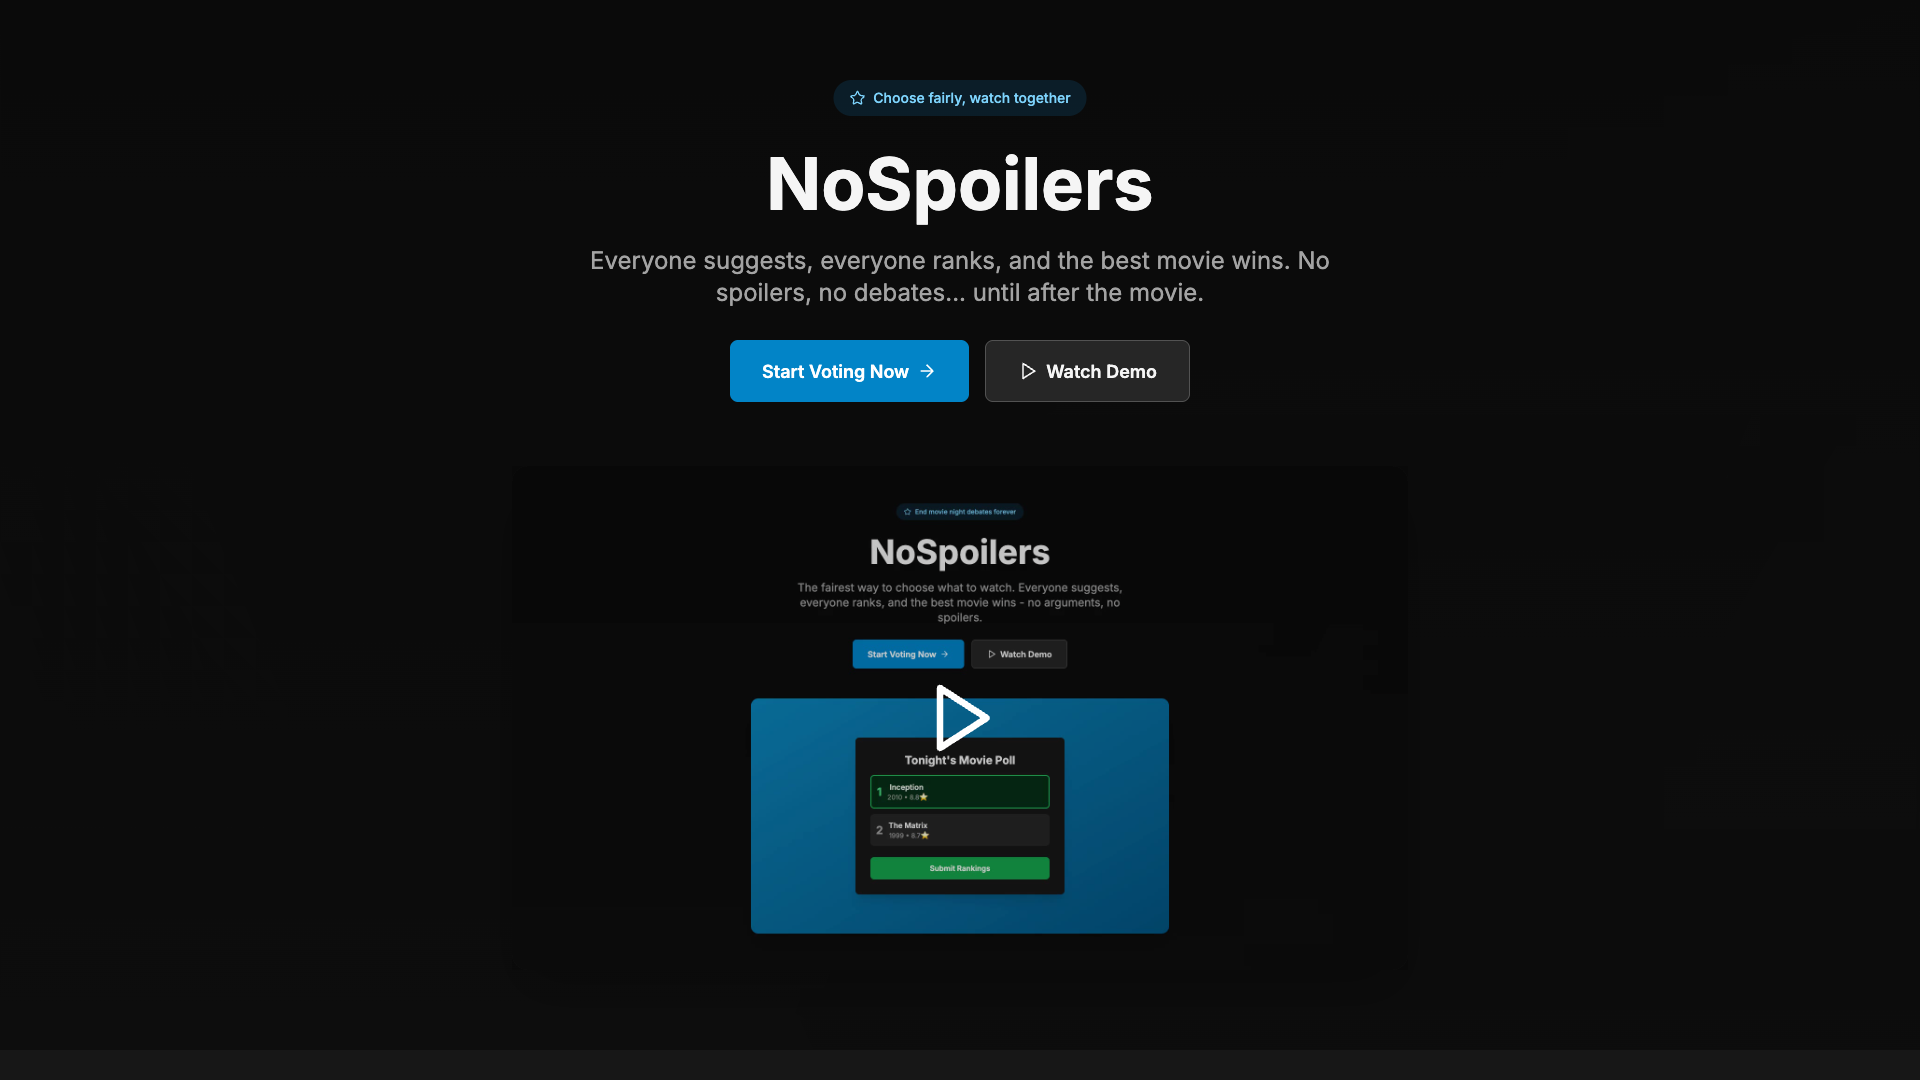 Choose fairly, watch together
NoSpoilers
Everyone suggests, everyone ranks, and the best movie wins. No
spoilers, no debates... until after the movie.
Start Voting Now
Watch Demo
End movie night debates forever
NoSpoilers
The fairest way to choose what to watch. Everyone suggests,
everyone ranks, and the best movie wins - no arguments, no
spoilers.
Start Voting Now
Watch Demo
Tonight's Movie Poll
1
Inception
2010 • 8.8⭐
2
The Matrix
1999 • 8.7⭐
Submit Rankings